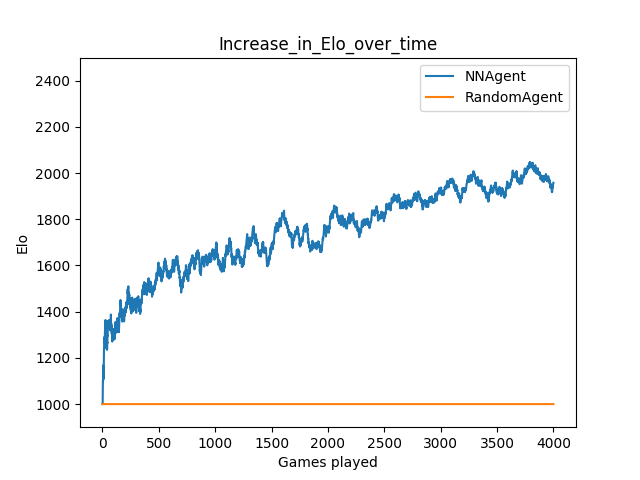 Increase_in_Elo_over_time
NNAgent
RandomAgent
Elo
2400
2200
2000
1800
1600
1400
1200
1000
0 500 1000 1500 2000 2500 3000 3500 4000
Games played